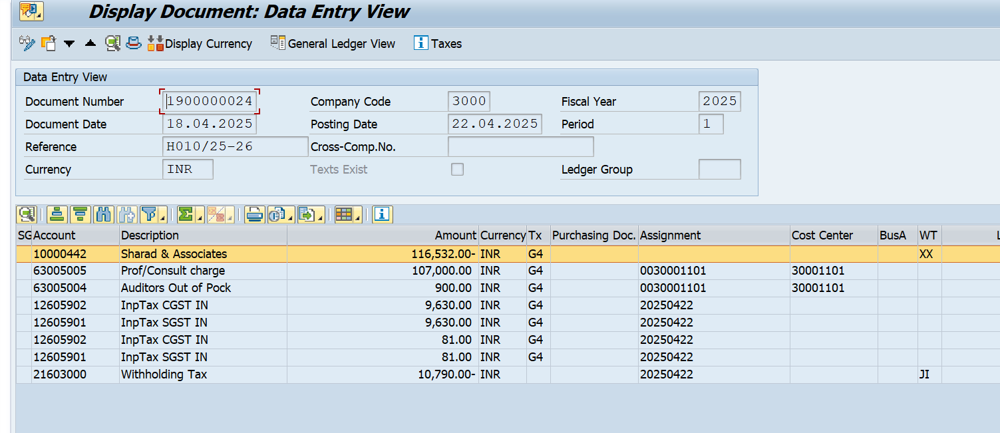 Display Document: Data Entry View
Display Currency General Ledger View Taxes
Data Entry View
Document Number 1900000024 Company Code 3000 Fiscal Year 2025
Document Date 18.04.2025 Posting Date 22.04.2025 Period 1
Reference H010/25-26 Cross-Comp.No.
Currency INR Texts Exist Ledger Group
SG Account Description Amount Currency Tx Purchasing Doc. Assignment Cost Center BusA WT L
10000442 Sharad & Associates 116,532.00- INR G4 XX
63005005 Prof/Consult charge 107,000.00 INR G4 0030001101 30001101
63005004 Auditors Out of Pock 900.00 INR G4 0030001101 30001101
12605902 InpTax CGST IN 9,630.00 INR G4 20250422
12605901 InpTax SGST IN 9,630.00 INR G4 20250422
12605902 InpTax CGST IN 81.00 INR G4 20250422
12605901 InpTax SGST IN 81.00 INR G4 20250422
21603000 Withholding Tax 10,790.00- INR 20250422 JI